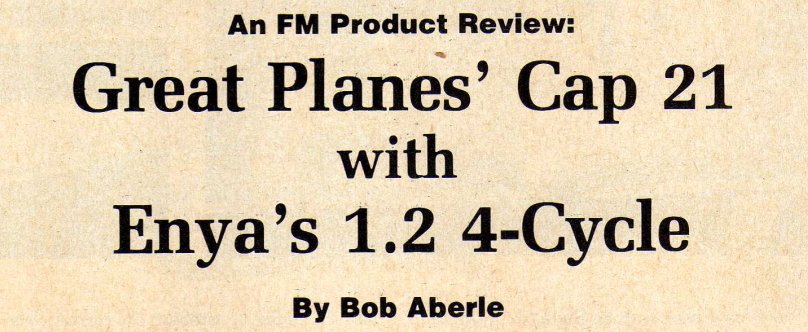 An FM Product Review:
Great Planes’ Cap 21
with
Enya’s 1.2 4-Cycle
By Bob Aberle